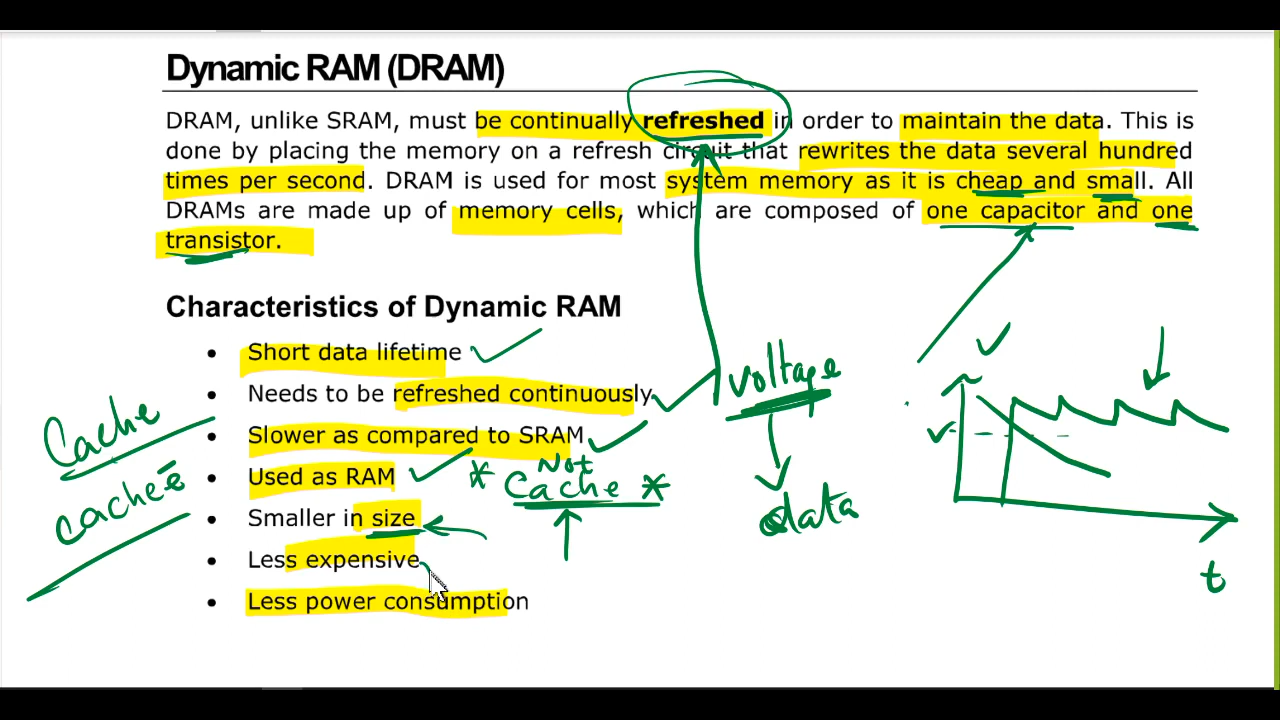 Dynamic RAM (DRAM)
DRAM, unlike SRAM, must be continually refreshed in order to maintain the data. This is
done by placing the memory on a refresh circuit that rewrites the data several hundred
times per second. DRAM is used for most system memory as it is cheap and small. All
DRAMs are made up of memory cells, which are composed of one capacitor and one
transistor.
Characteristics of Dynamic RAM
• Short data lifetime
• Needs to be refreshed continuously
voltage
• Slower as compared to SRAM
Cache
• Used as RAM
* Not
Cache *
cache
• Smaller in size
data
• Less expensive
t
• Less power consumption